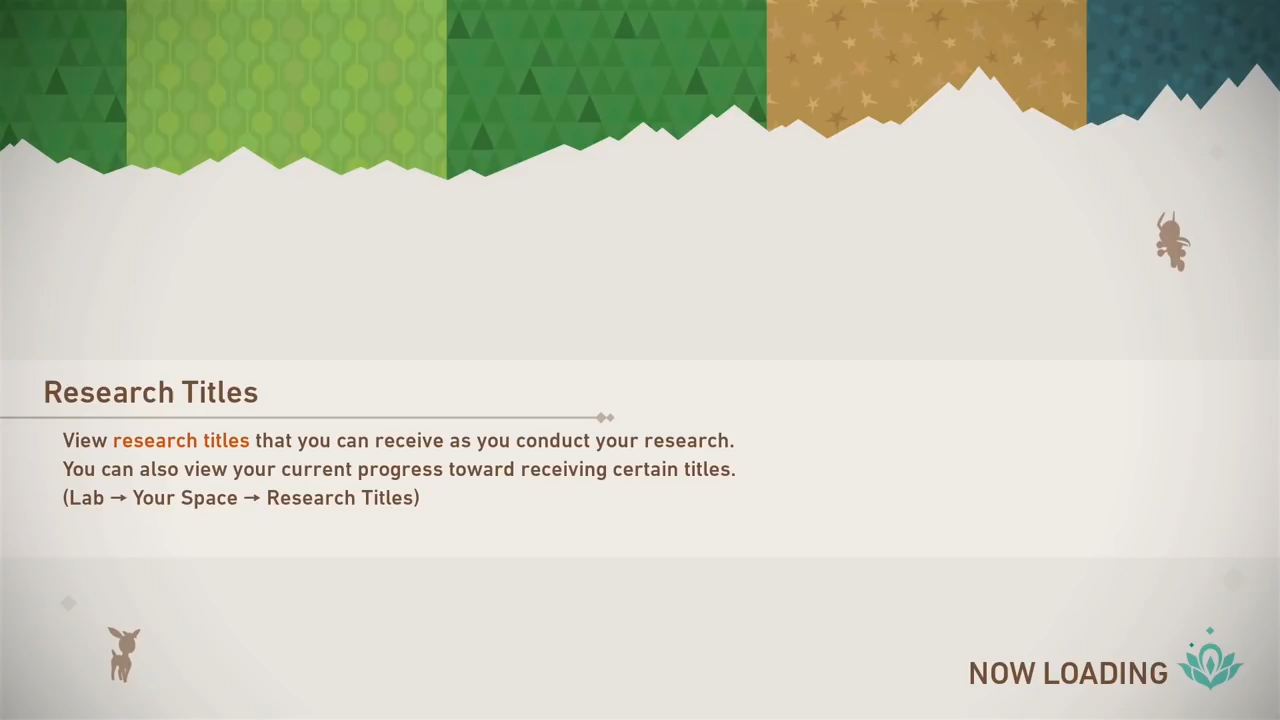 Research Titles
View research titles that you can receive as you conduct your research.
You can also view your current progress toward receiving certain titles.
(Lab → Your Space → Research Titles)
NOW LOADING